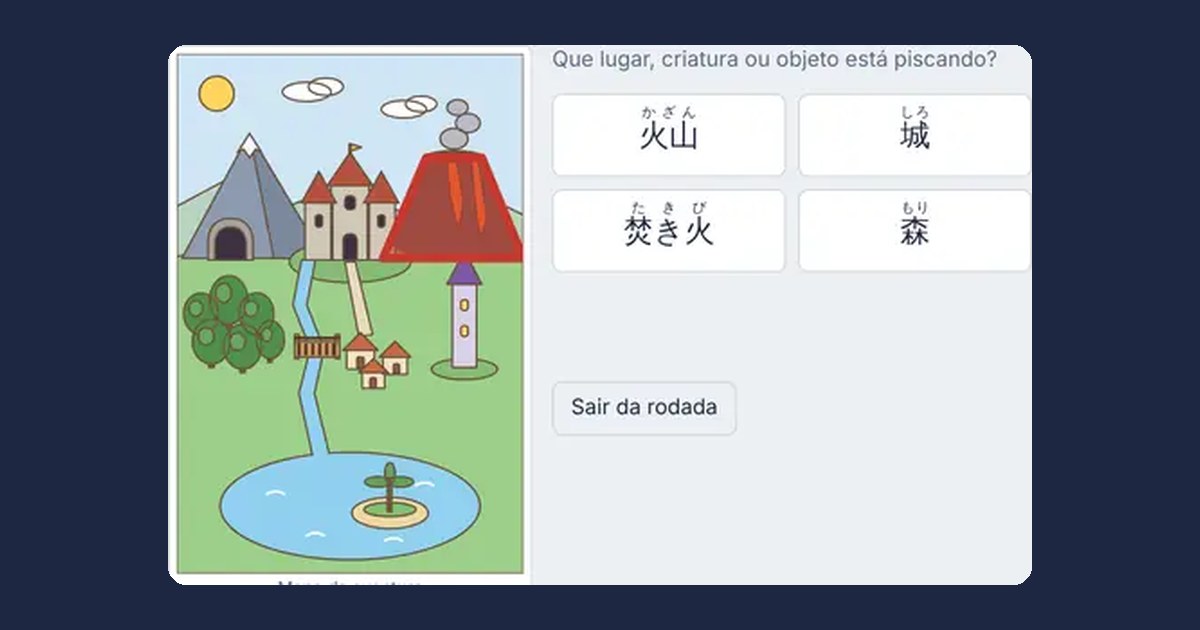 Que lugar, criatura ou objeto está piscando?
かざん
火山
しろ
城
たきび
焚き火
もり
森
Sair da rodada